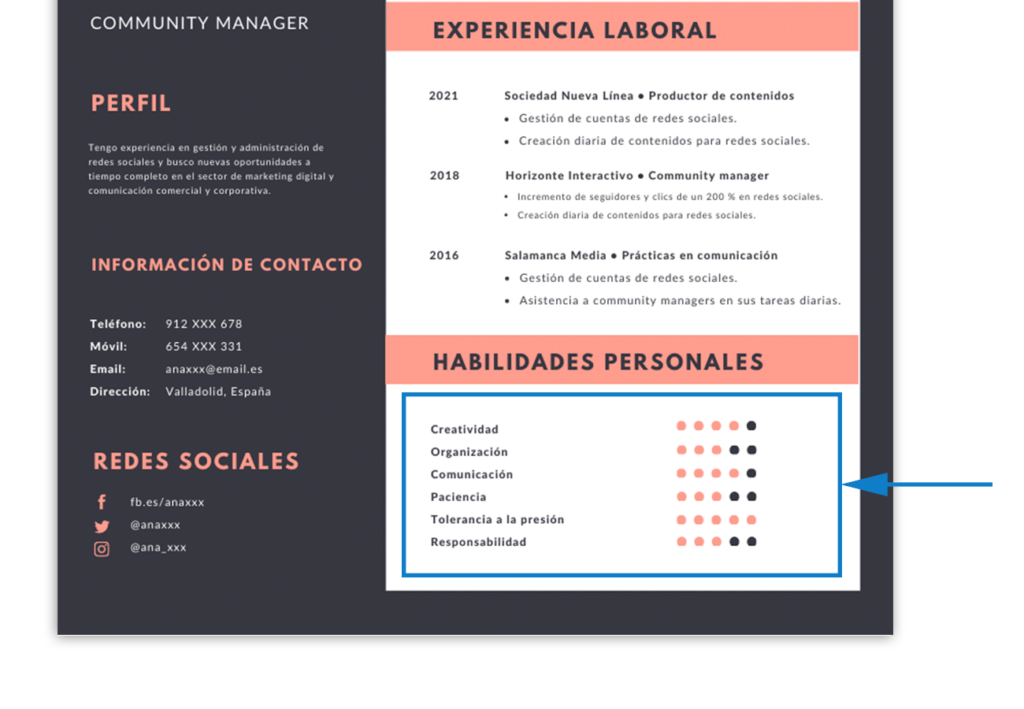 COMMUNITY MANAGER
PERFIL
Tengo experiencia en gestión y administración de
redes sociales y busco nuevas oportunidades a
tiempo completo en el sector de marketing digital y
comunicación comercial y corporativa.
INFORMACIÓN DE CONTACTO
Teléfono: 912 XXX 678
Móvil: 654 XXX 331
Email: anaxxx@email.es
Dirección: Valladolid, España
REDES SOCIALES
fb.es/anaxxx
@anaxxx
@ana_xxx
EXPERIENCIA LABORAL
2021 Sociedad Nueva Línea • Productor de contenidos
• Gestión de cuentas de redes sociales.
• Creación diaria de contenidos para redes sociales.
2018 Horizonte Interactivo • Community manager
• Incremento de seguidores y clics de un 200 % en redes sociales.
• Creación diaria de contenidos para redes sociales.
2016 Salamanca Media • Prácticas en comunicación
• Gestión de cuentas de redes sociales.
• Asistencia a community managers en sus tareas diarias.
HABILIDADES PERSONALES
Creatividad
Organización
Comunicación
Paciencia
Tolerancia a la presión
Responsabilidad